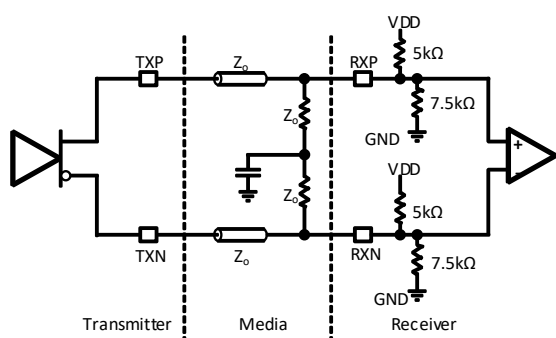 VDD
TXP
Zₒ
RXP
5kΩ
Zₒ
7.5kΩ
GND
+
-
VDD
Zₒ
5kΩ
TXN
Zₒ
RXN
7.5kΩ
GND
Transmitter
Media
Receiver